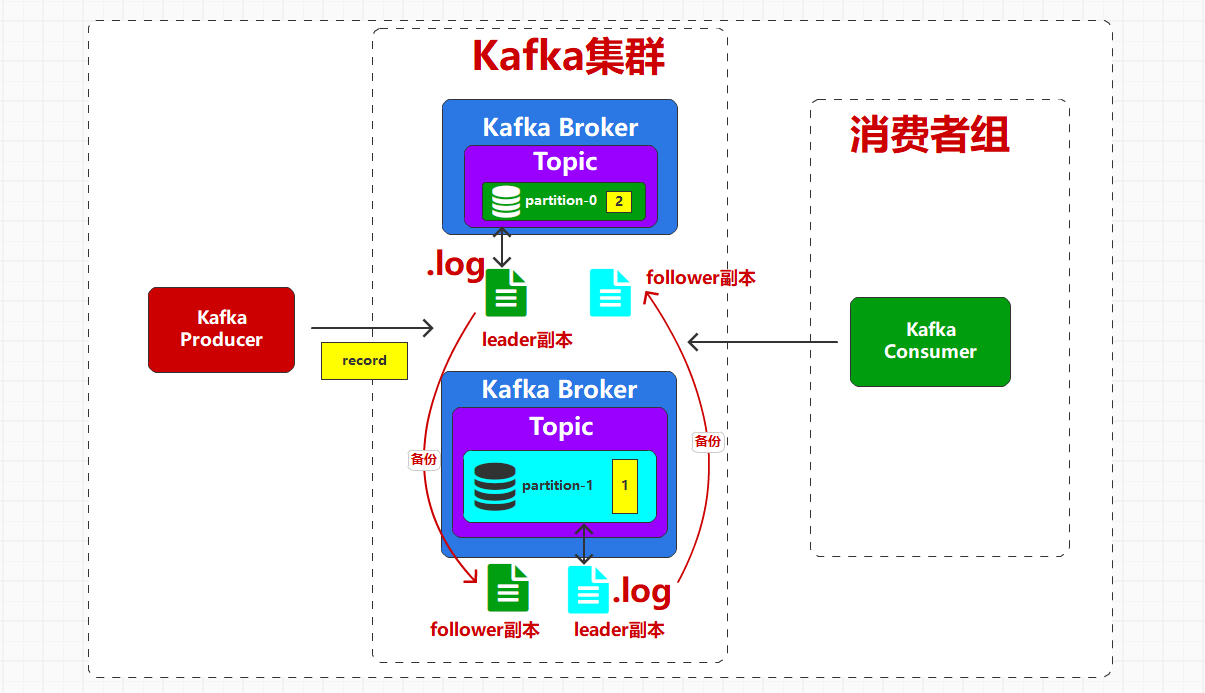 Kafka集群
消费者组
Kafka Broker
Topic
partition-0
2
.log
follower副本
leader副本
Kafka
Producer
record
Kafka
Consumer
Kafka Broker
Topic
备份
备份
partition-1
1
.log
follower副本
leader副本